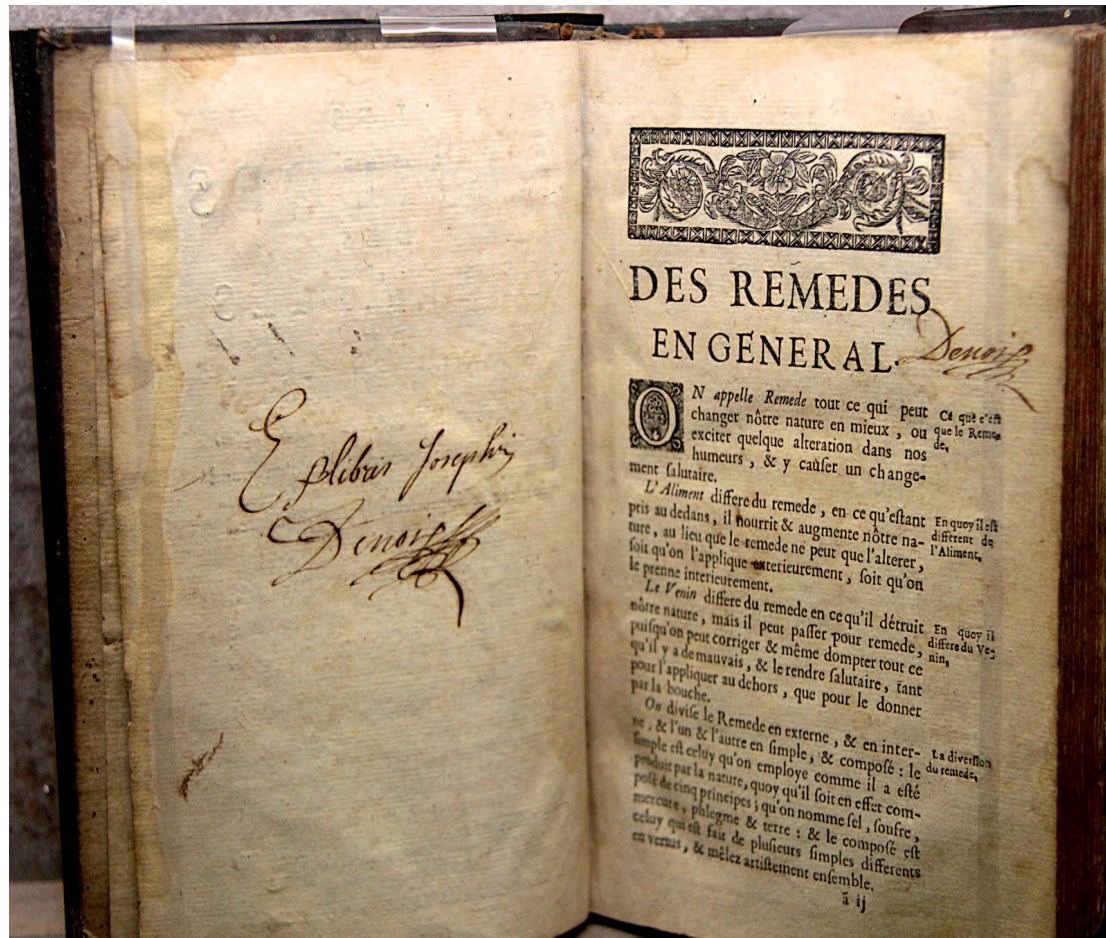 Ex libris Josephi
Denois
DES REMEDES
EN GENERAL.
Denois
ON appelle Remede tout ce qui peut
changer nôtre nature en mieux, ou
exciter quelque alteration dans nos
humeurs, & y causer un change-
ment salutaire.
Ce que c'eſt
que le Reme-
de,
L'Aliment differe du remede, en ce qu'eſtant
pris au dedans, il nourrit & augmente nôtre na-
ture, au lieu que le remede ne peut que l'alterer,
ſoit qu'on l'applique exterieurement, ſoit qu'on
le prenne interieurement.
En quoy il eſt
different de
l'Aliment,
Le Venin differe du remede en ce qu'il détruit
nôtre nature, mais il peut paſſer pour remede,
puiſqu'on peut corriger & même dompter tout ce
qu'il y a de mauvais, & le rendre ſalutaire, tant
pour l'appliquer au dehors, que pour le donner
par la bouche.
En quoy il
differe du Ve-
nin,
On diviſe le Remede en externe, & en inter-
ne, & l'un & l'autre en ſimple, & compoſé : le
ſimple eſt celuy qu'on employe comme il a eſté
produit par la nature, quoy qu'il ſoit en effet com-
poſé de cinq principes ; qu'on nomme ſel, ſoufre,
mercure, phlegme & terre : & le compoſé eſt
celuy qui eſt fait de pluſieurs ſimples differents
en vertus, & mêlez artiſtement enſemble.
La diverſion
du remede,
ã ij